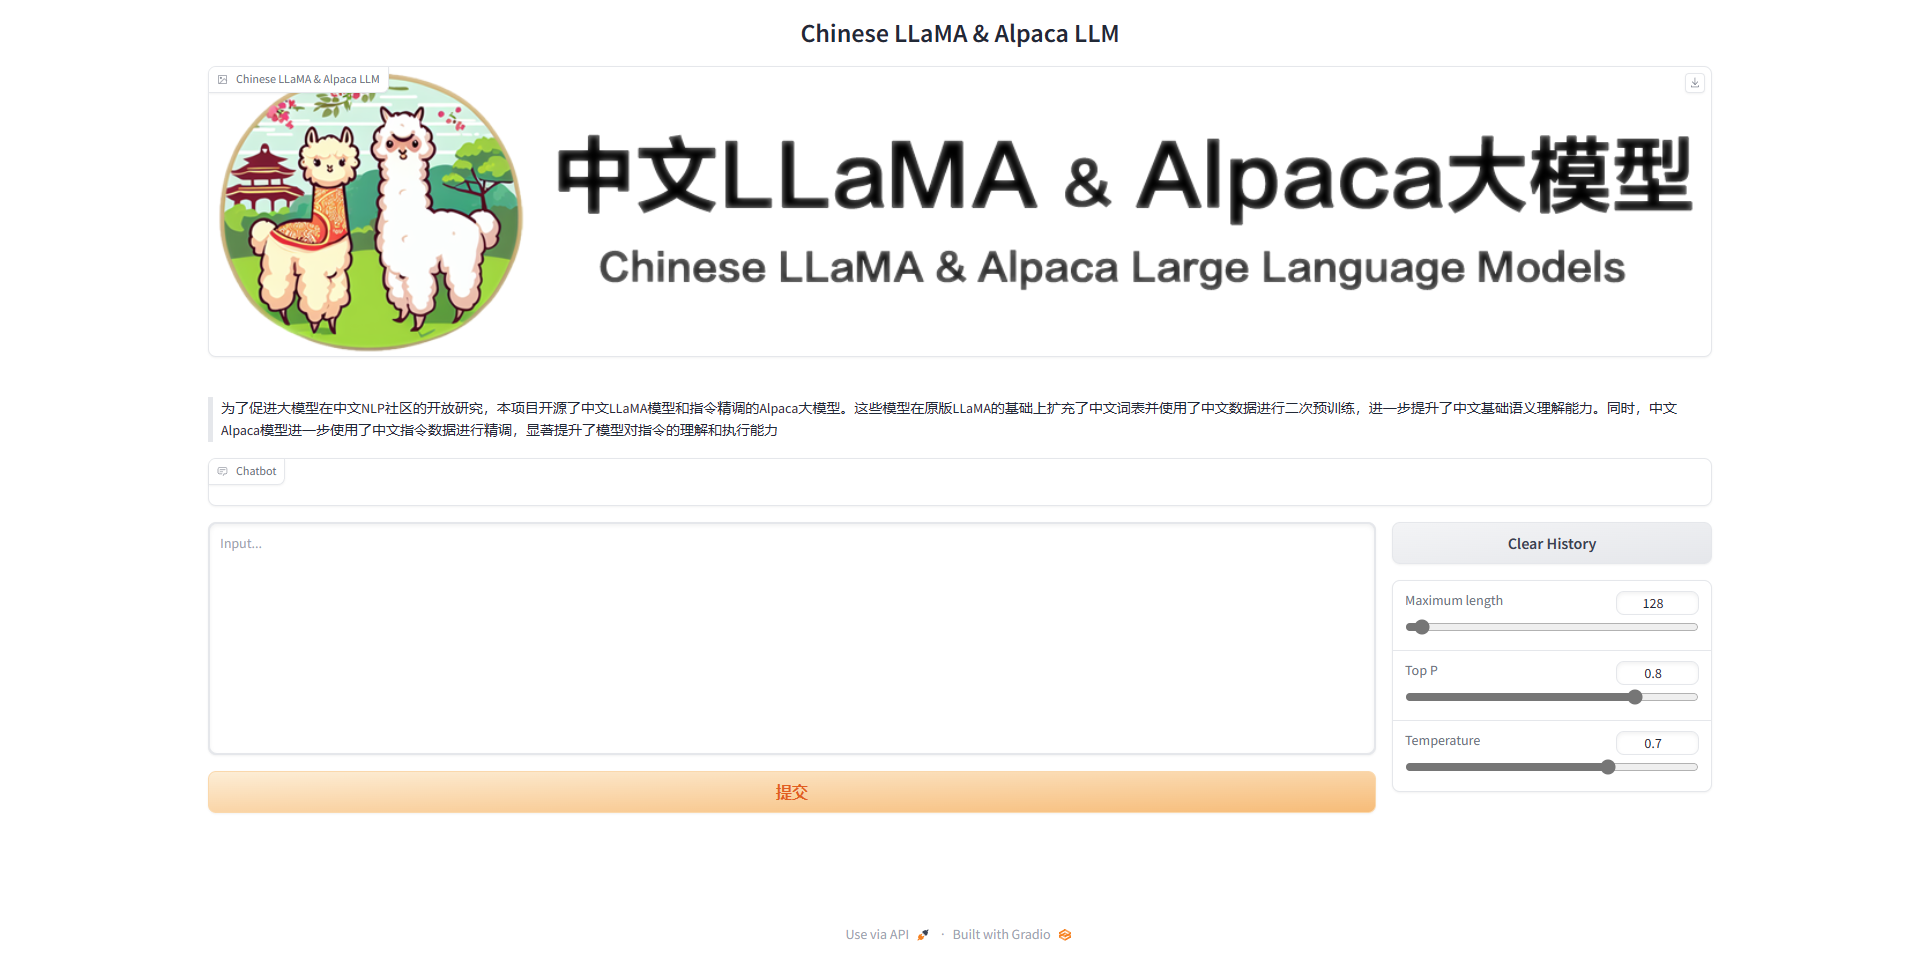 Chinese LLaMA & Alpaca LLM
Chinese LLaMA & Alpaca LLM
中文LLaMA & Alpaca大模型
Chinese LLaMA & Alpaca Large Language Models
为了促进大模型在中文NLP社区的开放研究，本项目开源了中文LLaMA模型和指令精调的Alpaca大模型。这些模型在原版LLaMA的基础上扩充了中文词表并使用了中文数据进行二次预训练，进一步提升了中文基础语义理解能力。同时，中文
Alpaca模型进一步使用了中文指令数据进行精调，显著提升了模型对指令的理解和执行能力
Chatbot
Input...
Clear History
Maximum length 128
Top P 0.8
Temperature 0.7
提交
Use via API · Built with Gradio